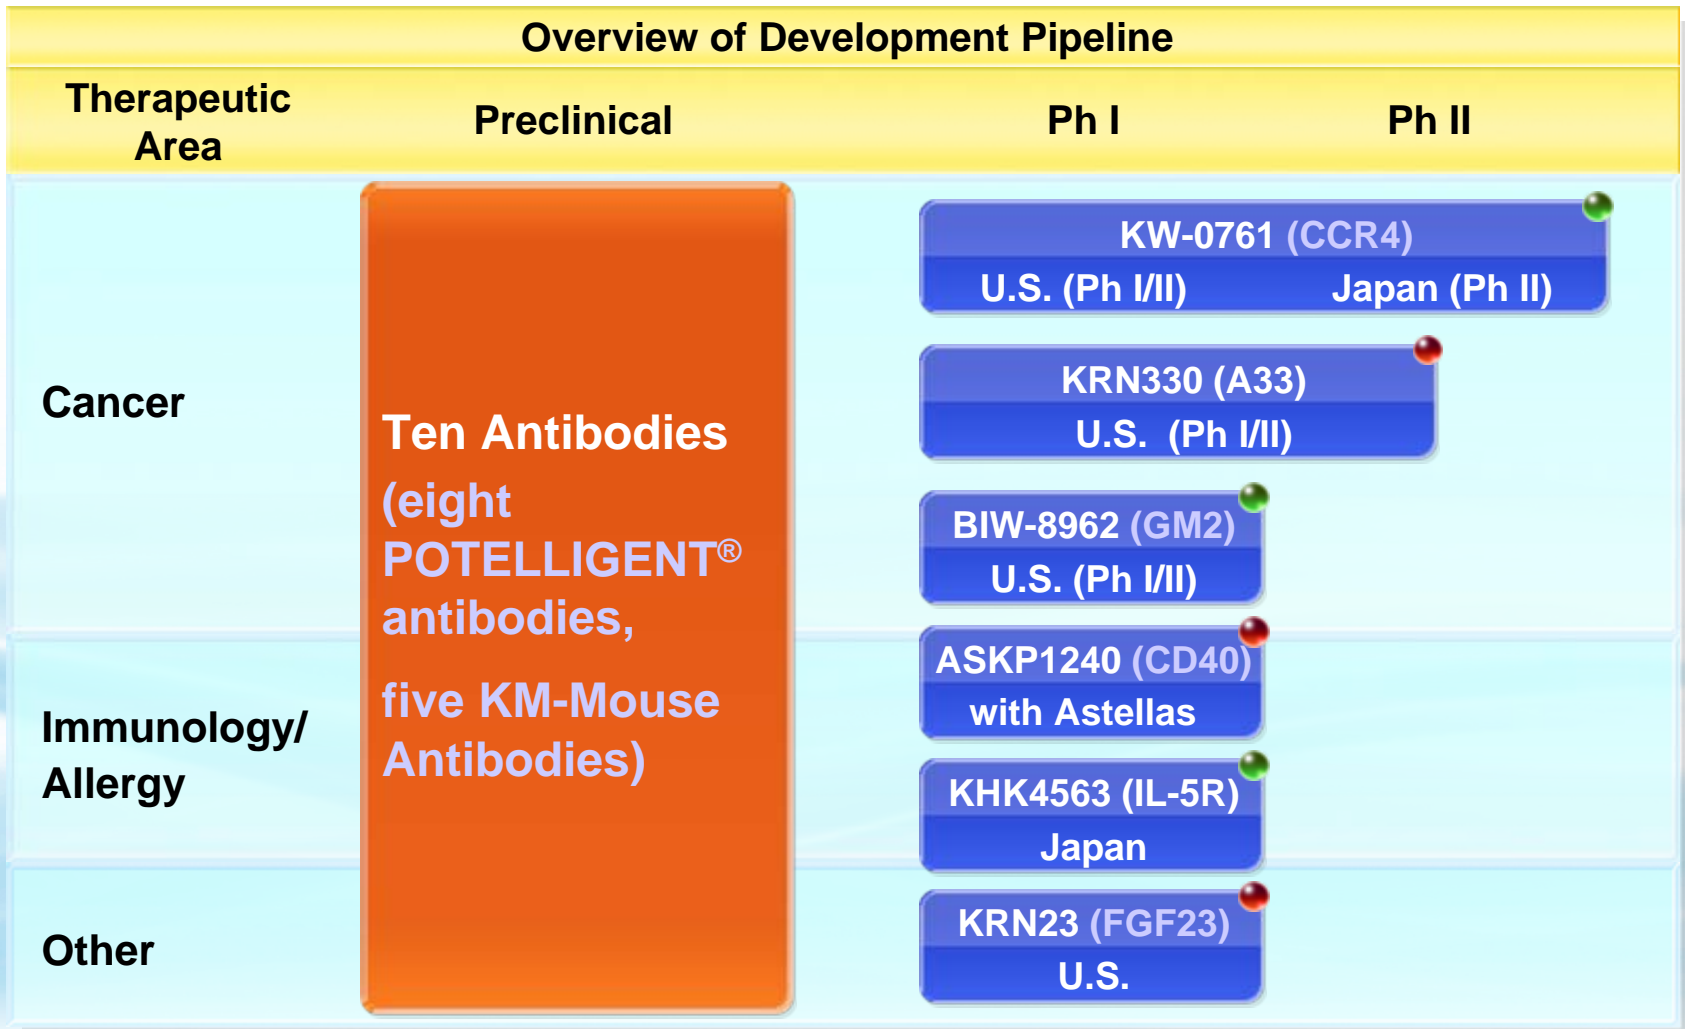 Overview of Development Pipeline
Therapeutic
Area
Preclinical
Ph I
Ph II
Cancer
Immunology/
Allergy
Other
Ten Antibodies
(eight
POTELLIGENT®
antibodies,
five KM-Mouse
Antibodies)
KW-0761 (CCR4)
U.S. (Ph I/II) Japan (Ph II)
KRN330 (A33)
U.S. (Ph I/II)
BIW-8962 (GM2)
U.S. (Ph I/II)
ASKP1240 (CD40)
with Astellas
KHK4563 (IL-5R)
Japan
KRN23 (FGF23)
U.S.